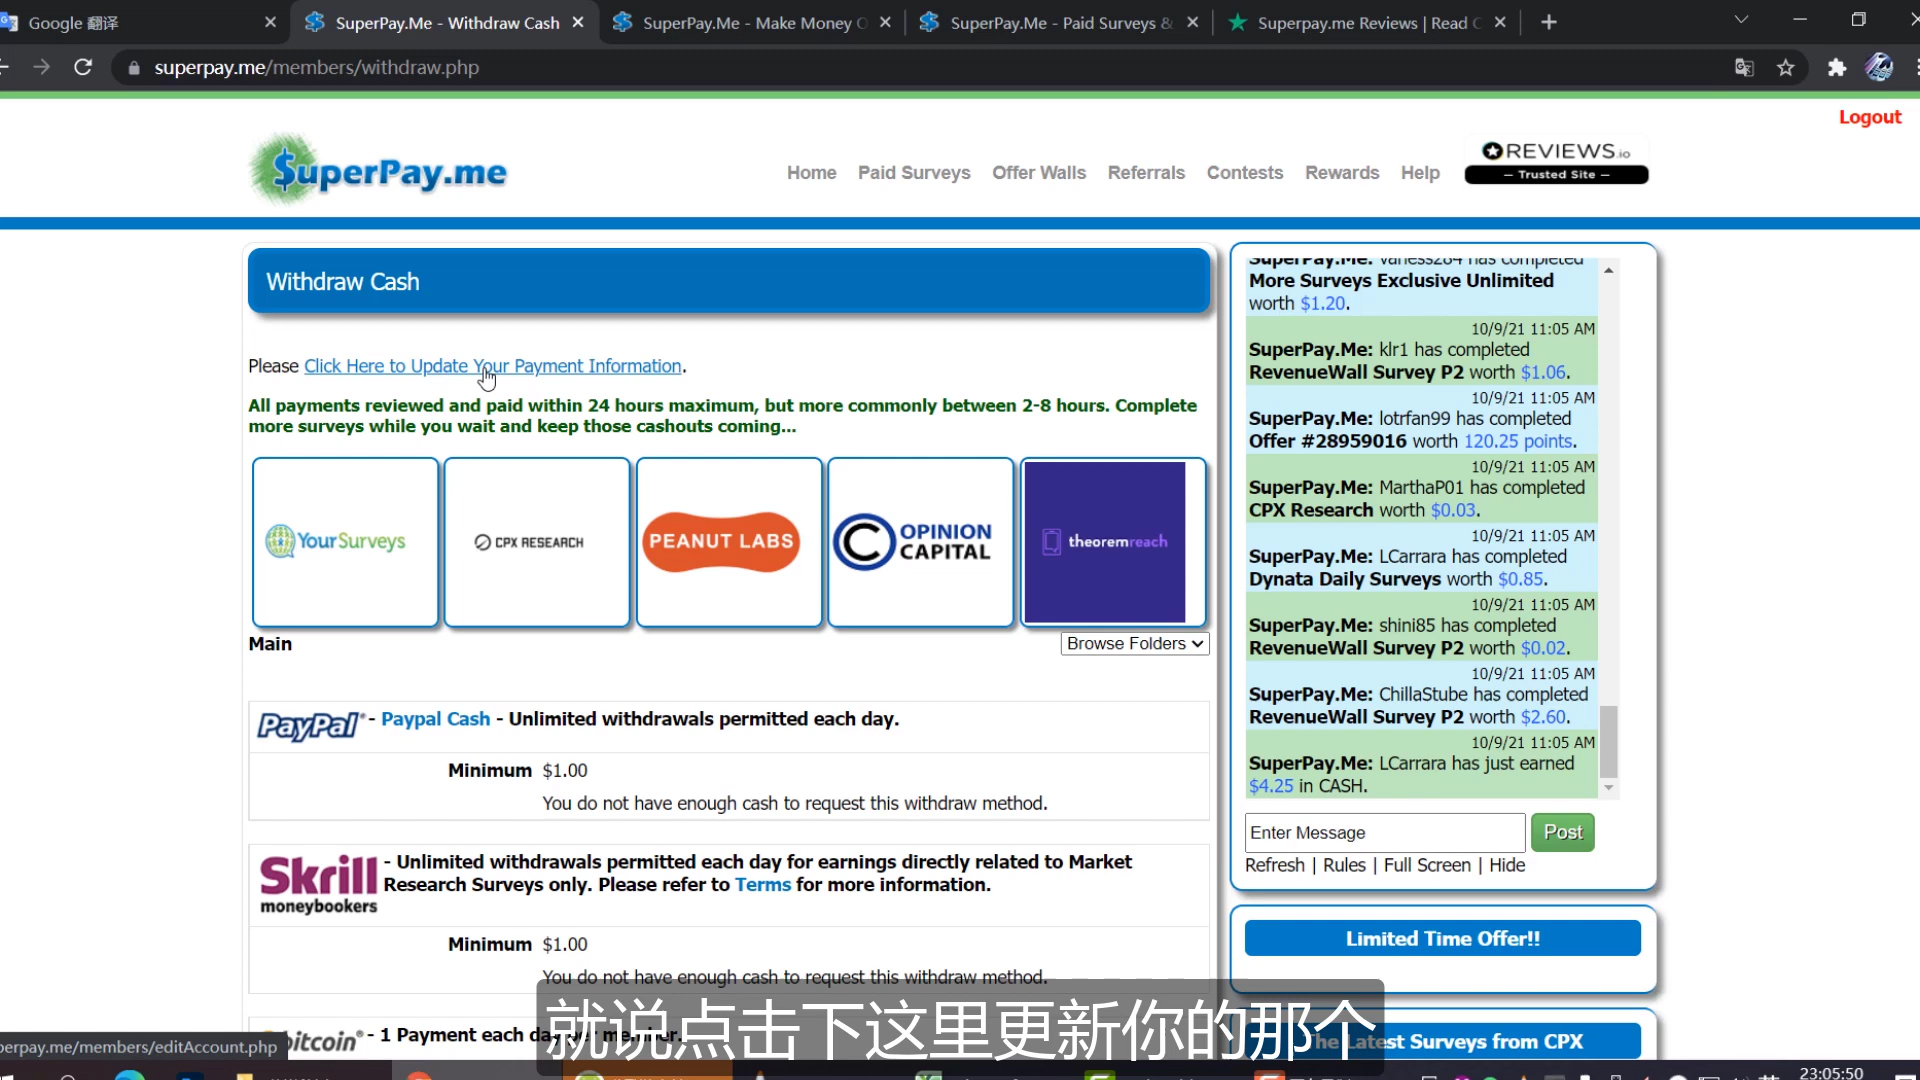 Google 翻译
SuperPay.Me - Withdraw Cash
SuperPay.Me - Make Money O
SuperPay.Me - Paid Surveys &
Superpay.me Reviews | Read C
superpay.me/members/withdraw.php
Logout
$uperPay.me
Home
Paid Surveys
Offer Walls
Referrals
Contests
Rewards
Help
REVIEWS.io
— Trusted Site —
Withdraw Cash
Please Click Here to Update Your Payment Information.
All payments reviewed and paid within 24 hours maximum, but more commonly between 2-8 hours. Complete
more surveys while you wait and keep those cashouts coming...
YourSurveys
CPX RESEARCH
PEANUT LABS
OPINION
CAPITAL
theoremreach
Main
Browse Folders
PayPal - Paypal Cash - Unlimited withdrawals permitted each day.
Minimum $1.00
You do not have enough cash to request this withdraw method.
Skrill
moneybookers
- Unlimited withdrawals permitted each day for earnings directly related to Market
Research Surveys only. Please refer to Terms for more information.
Minimum $1.00
You do not have enough cash to request this withdraw method.
bitcoin - 1 Payment each day per member.
SuperPay.Me: vaness284 has completed
More Surveys Exclusive Unlimited
worth $1.20.
10/9/21 11:05 AM
SuperPay.Me: klr1 has completed
RevenueWall Survey P2 worth $1.06.
10/9/21 11:05 AM
SuperPay.Me: lotrfan99 has completed
Offer #28959016 worth 120.25 points.
10/9/21 11:05 AM
SuperPay.Me: MarthaP01 has completed
CPX Research worth $0.03.
10/9/21 11:05 AM
SuperPay.Me: LCarrara has completed
Dynata Daily Surveys worth $0.85.
10/9/21 11:05 AM
SuperPay.Me: shini85 has completed
RevenueWall Survey P2 worth $0.02.
10/9/21 11:05 AM
SuperPay.Me: ChillaStube has completed
RevenueWall Survey P2 worth $2.60.
10/9/21 11:05 AM
SuperPay.Me: LCarrara has just earned
$4.25 in CASH.
Enter Message
Post
Refresh | Rules | Full Screen | Hide
Limited Time Offer!!
The Latest Surveys from CPX
就说点击下这里更新你的那个
perpay.me/members/editAccount.php
23:05:50